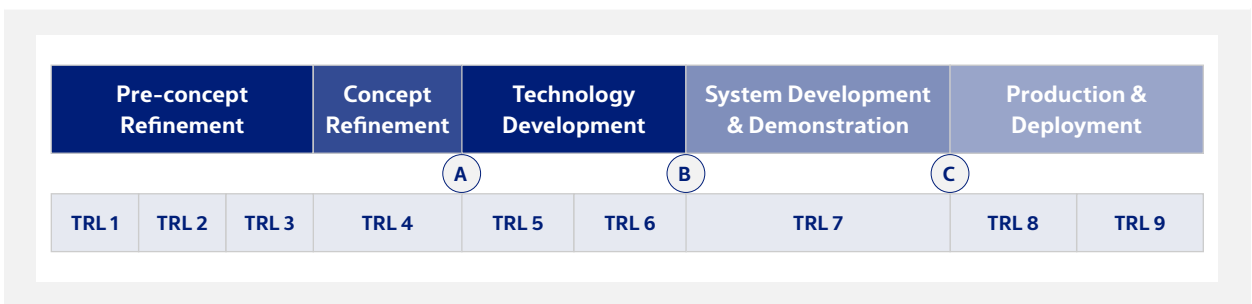 Pre-concept
Refinement
Concept
Refinement
Technology
Development
System Development
& Demonstration
Production &
Deployment
A
B
C
TRL 1
TRL 2
TRL 3
TRL 4
TRL 5
TRL 6
TRL 7
TRL 8
TRL 9